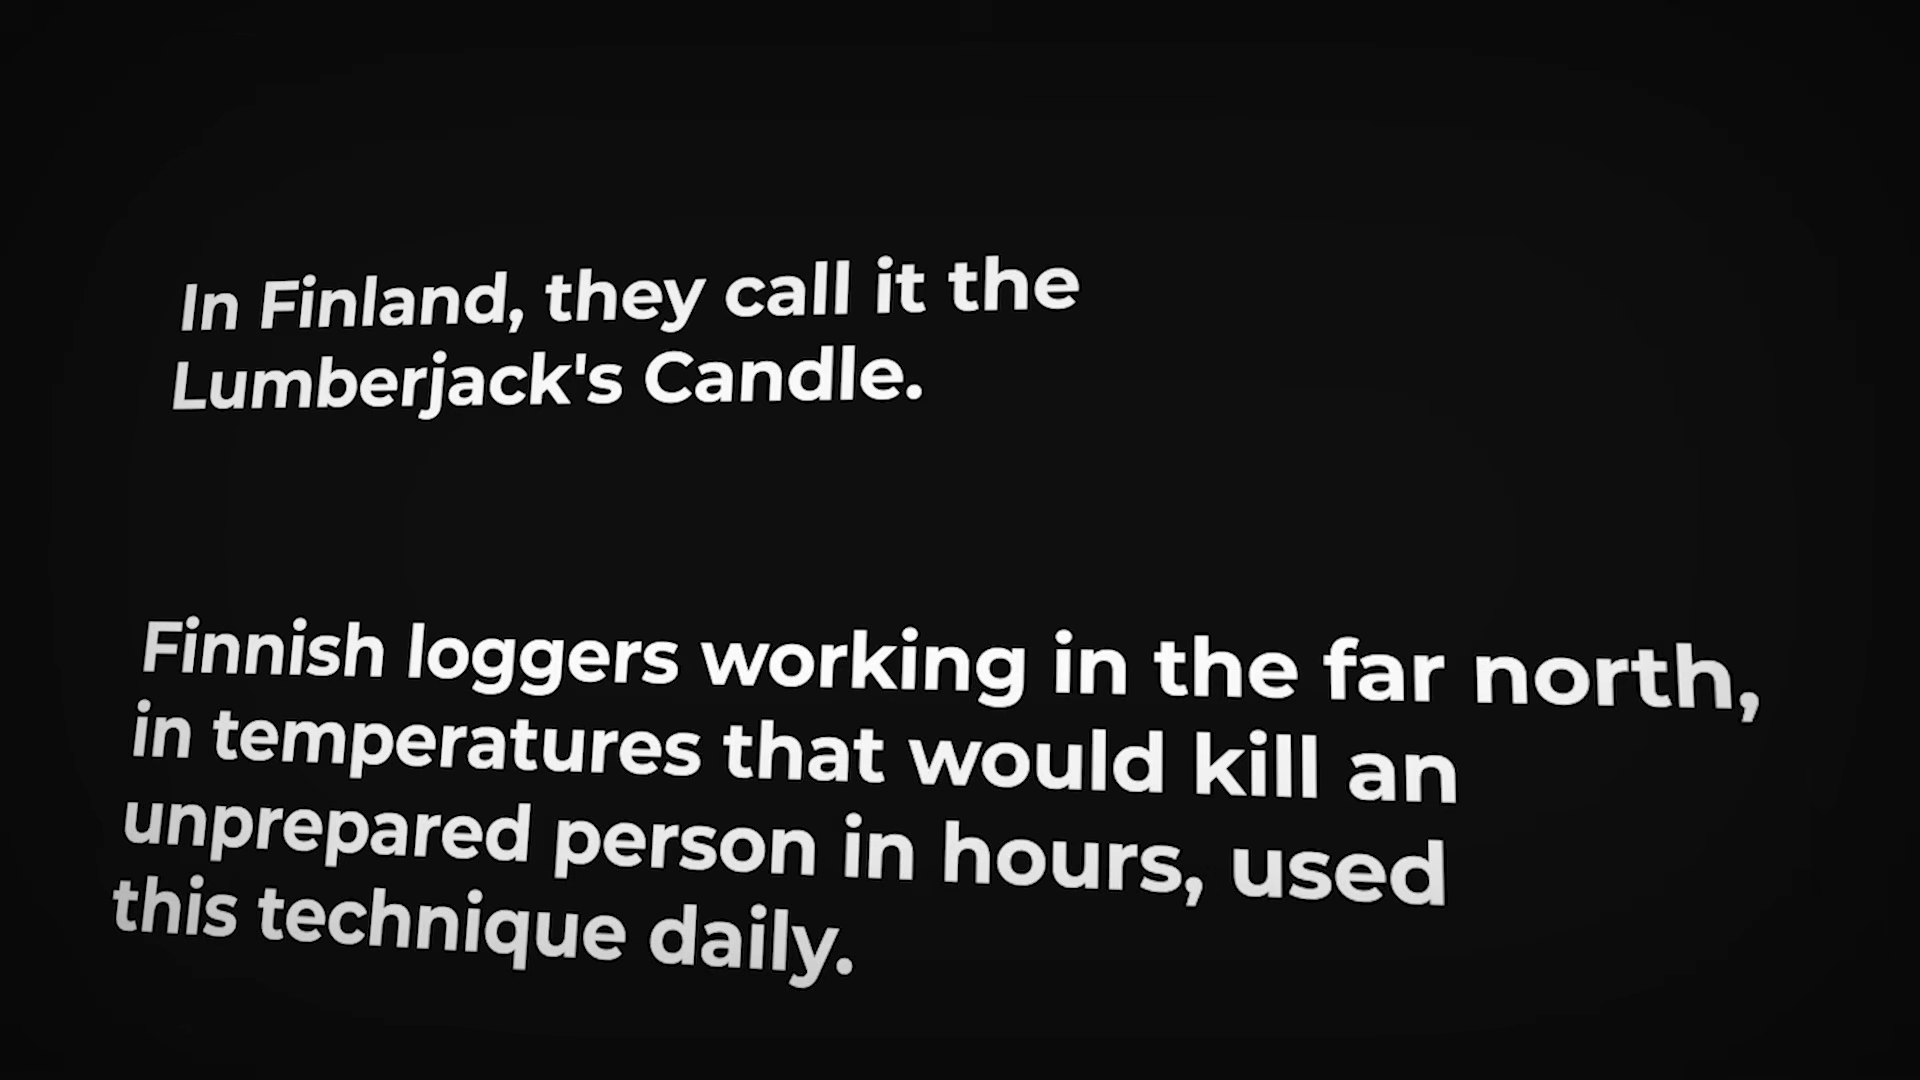 In Finland, they call it the
Lumberjack's Candle.
Finnish loggers working in the far north,
in temperatures that would kill an
unprepared person in hours, used
this technique daily.